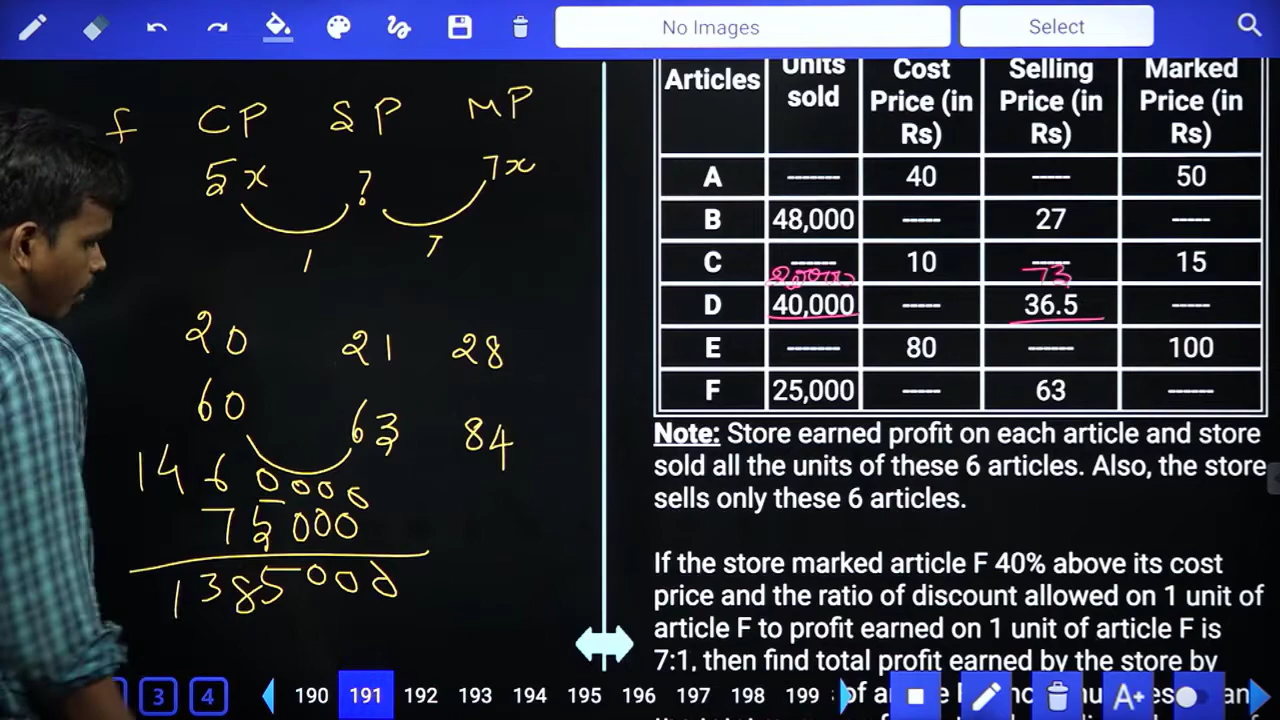 No Images Select
f CP SP MP
5x ? 7x
1 7
20 21 28
60 63 84
1460000
75000
1385000
Articles Units sold Cost Price (in Rs) Selling Price (in Rs) Marked Price (in Rs)
A ------- 40 ----- 50
B 48,000 ----- 27 -----
C ------ 10 ----- 15
73
D 40,000 ----- 36.5 -----
E ------- 80 ------ 100
F 25,000 ----- 63 ------
Note: Store earned profit on each article and store
sold all the units of these 6 articles. Also, the store
sells only these 6 articles.
If the store marked article F 40% above its cost
price and the ratio of discount allowed on 1 unit of
article F to profit earned on 1 unit of article F is
7:1, then find total profit earned by the store by
3 4 190 191 192 193 194 195 196 197 198 199 A+